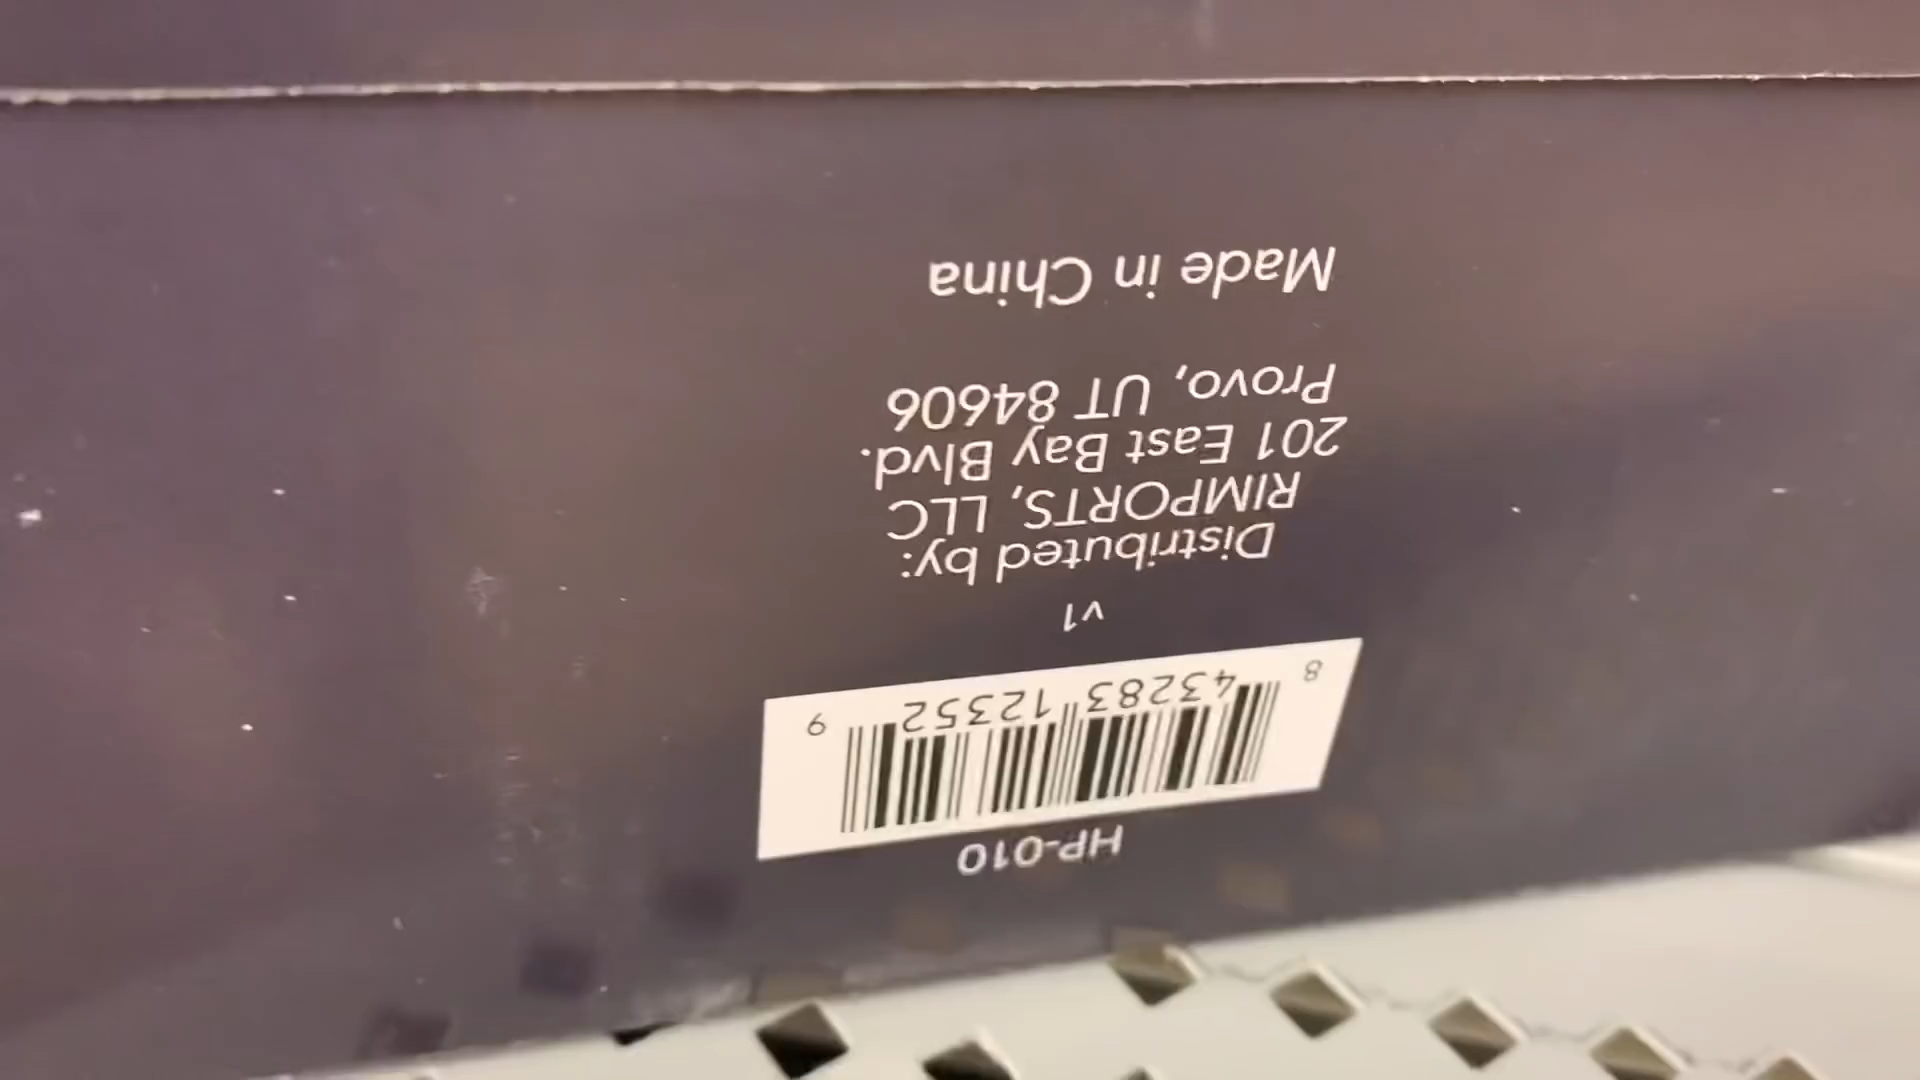 HP-010
8 43283 12352 9
v1
Distributed by:
RIMPORTS, LLC
201 East Bay Blvd.
Provo, UT 84606
Made in China